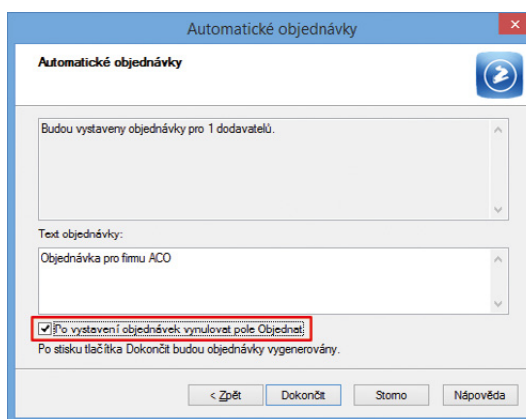 Automatické objednávky
Automatické objednávky
Budou vystaveny objednávky pro 1 dodavatelů.
Text objednávky:
Objednávka pro firmu ACO
Po vystavení objednávek vynulovat pole Objednat
Po stisku tlačítka Dokončit budou objednávky vygenerovány.
< Zpět Dokončit Storno Nápověda